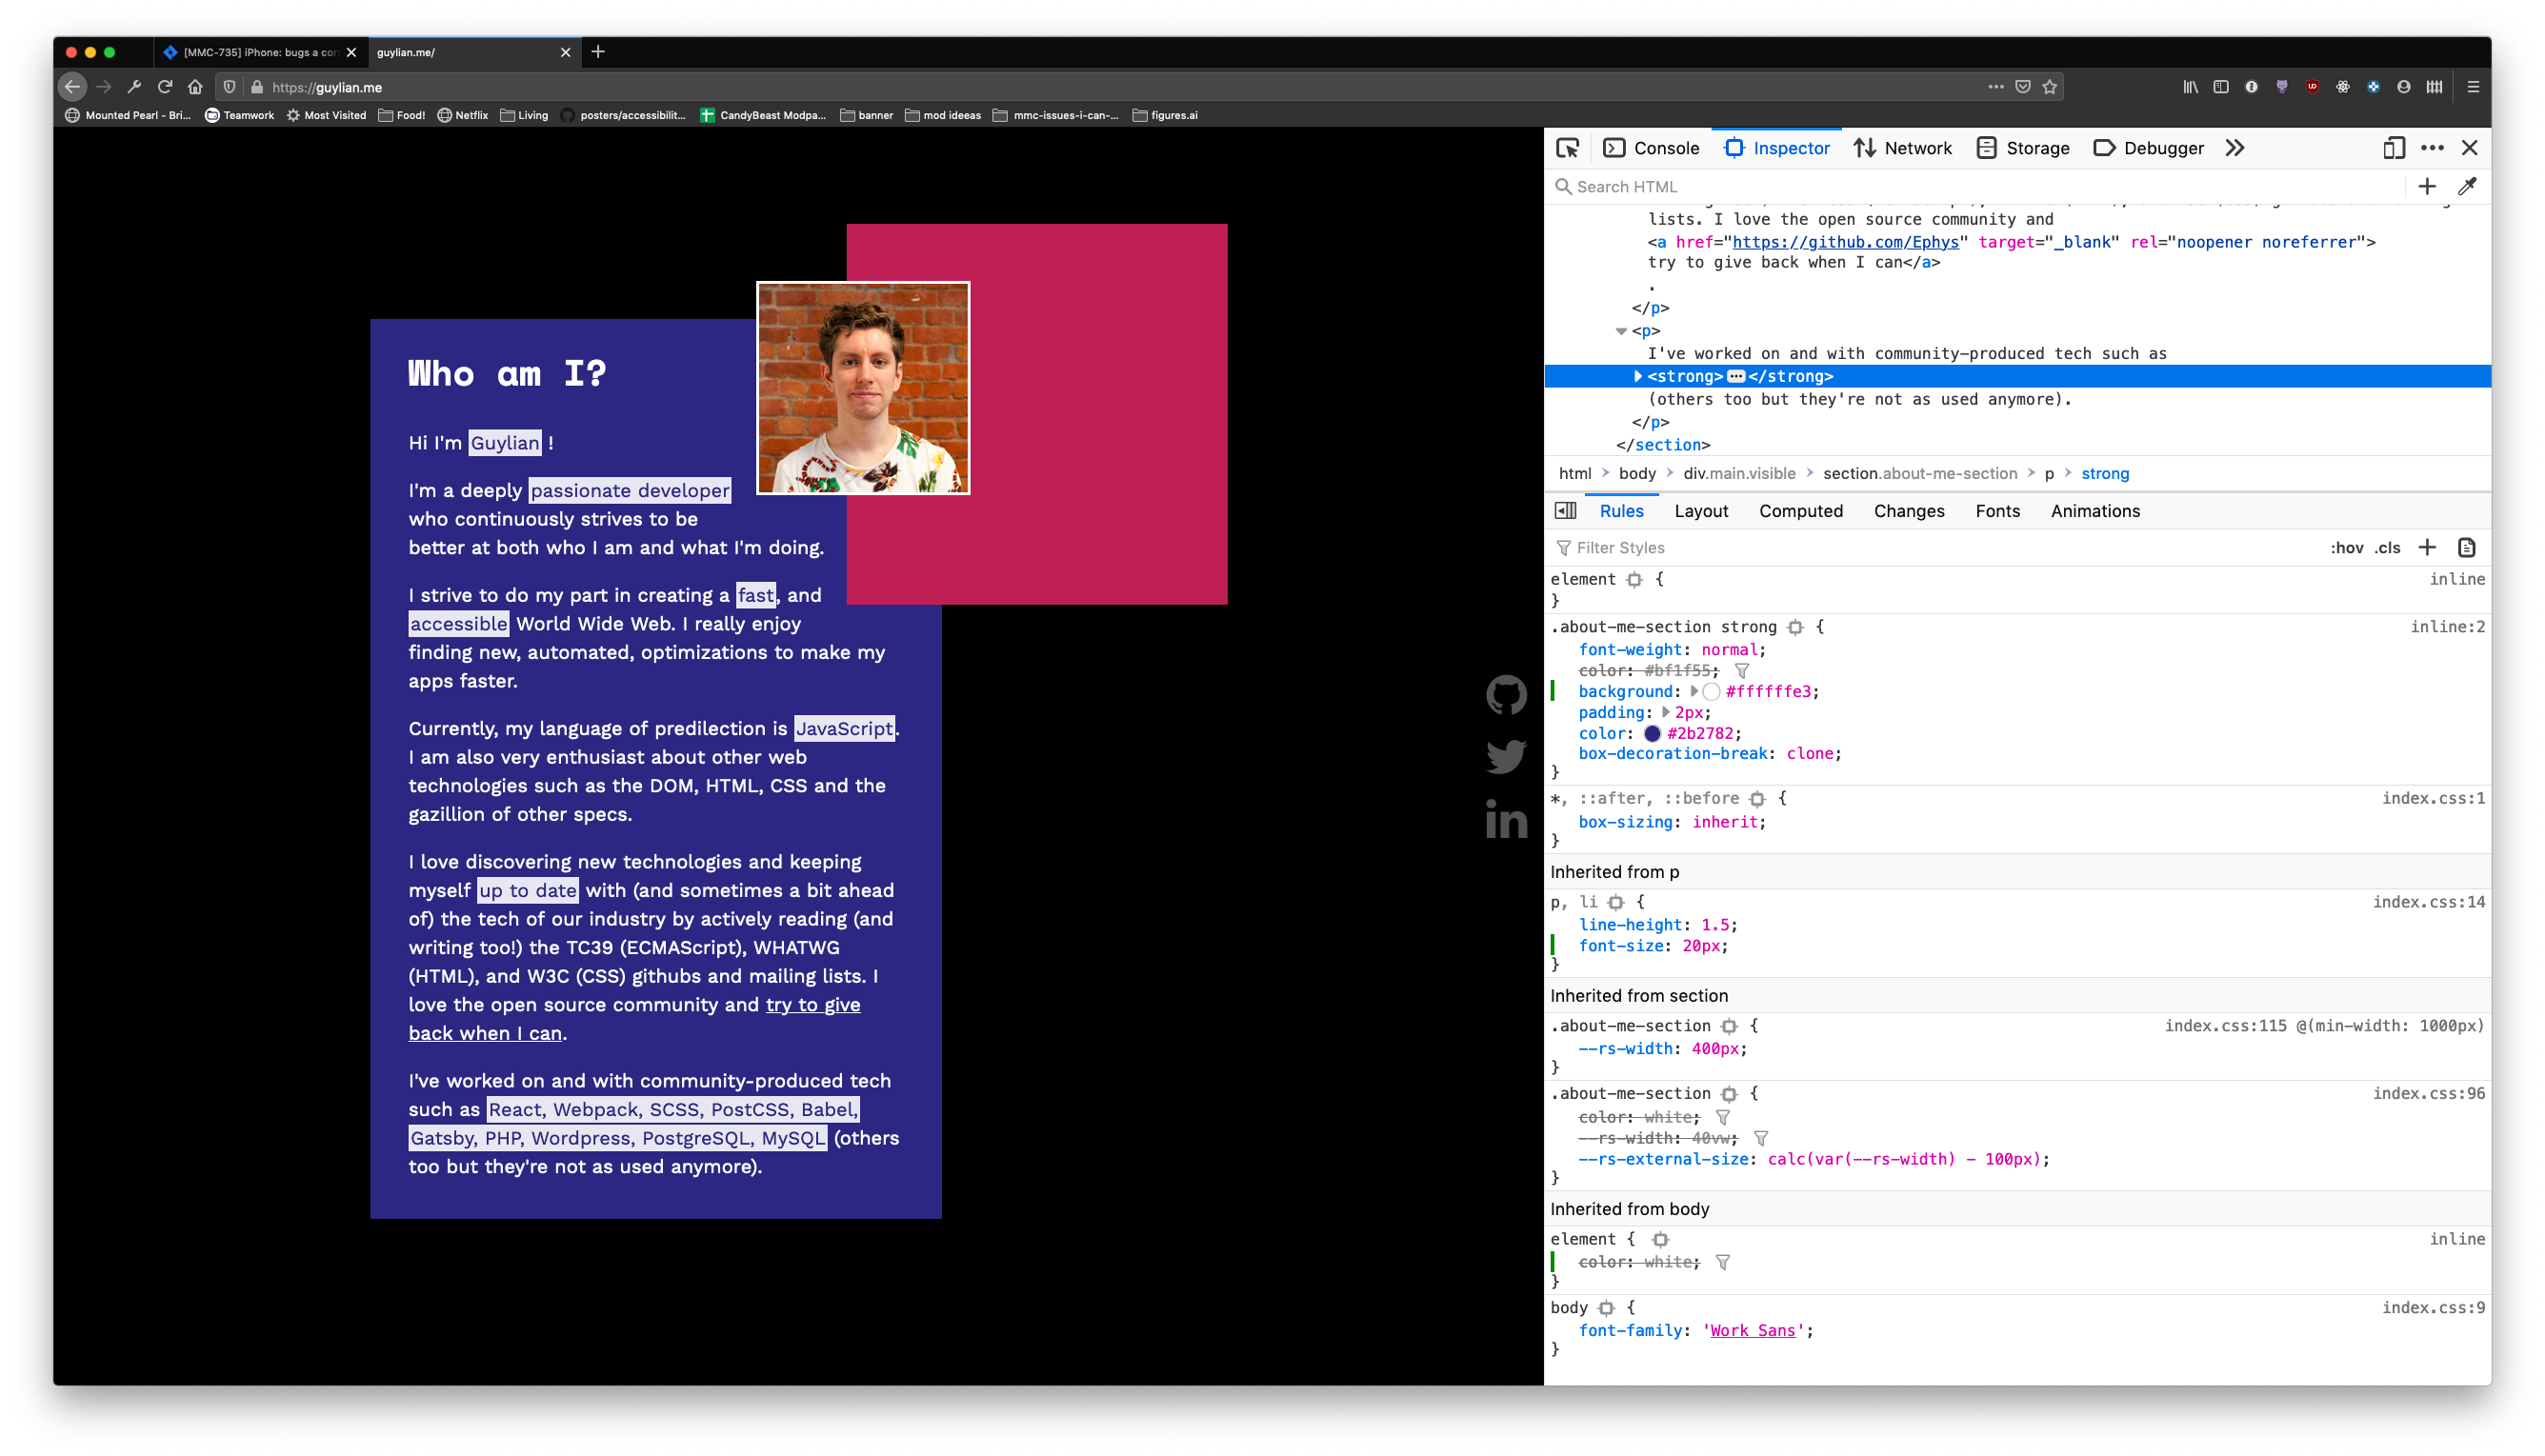 [MMC-735] iPhone: bugs a con
guylian.me/
https://guylian.me
Mounted Pearl - Bri...
Teamwork
Most Visited
Food!
Netflix
Living
posters/accessibilit...
CandyBeast Modpa...
banner
mod ideeas
mmc-issues-i-can-...
figures.ai
Who am I?
Hi I'm Guylian !
I'm a deeply passionate developer
who continuously strives to be
better at both who I am and what I'm doing.
I strive to do my part in creating a fast, and
accessible World Wide Web. I really enjoy
finding new, automated, optimizations to make my
apps faster.
Currently, my language of predilection is JavaScript.
I am also very enthusiast about other web
technologies such as the DOM, HTML, CSS and the
gazillion of other specs.
I love discovering new technologies and keeping
myself up to date with (and sometimes a bit ahead
of) the tech of our industry by actively reading (and
writing too!) the TC39 (ECMAScript), WHATWG
(HTML), and W3C (CSS) githubs and mailing lists. I
love the open source community and try to give
back when I can.
I've worked on and with community-produced tech
such as React, Webpack, SCSS, PostCSS, Babel,
Gatsby, PHP, Wordpress, PostgreSQL, MySQL (others
too but they're not as used anymore).
in
Console
Inspector
Network
Storage
Debugger
Search HTML
lists. I love the open source community and
<a href="https://github.com/Ephys" target="_blank" rel="noopener noreferrer">
try to give back when I can</a>
.
</p>
<p>
I've worked on and with community-produced tech such as
<strong>...</strong>
(others too but they're not as used anymore).
</p>
</section>
html > body > div.main.visible > section.about-me-section > p > strong
Rules
Layout
Computed
Changes
Fonts
Animations
Filter Styles
:hov .cls +
element { inline
}
.about-me-section strong { inline:2
font-weight: normal;
color: #bf1f55;
background: #ffffffe3;
padding: 2px;
color: #2b2782;
box-decoration-break: clone;
}
*, ::after, ::before { index.css:1
box-sizing: inherit;
}
Inherited from p
p, li { index.css:14
line-height: 1.5;
font-size: 20px;
}
Inherited from section
.about-me-section { index.css:115 @(min-width: 1000px)
--rs-width: 400px;
}
.about-me-section { index.css:96
color: white;
--rs-width: 40vw;
--rs-external-size: calc(var(--rs-width) - 100px);
}
Inherited from body
element { inline
color: white;
}
body { index.css:9
font-family: 'Work Sans';
}